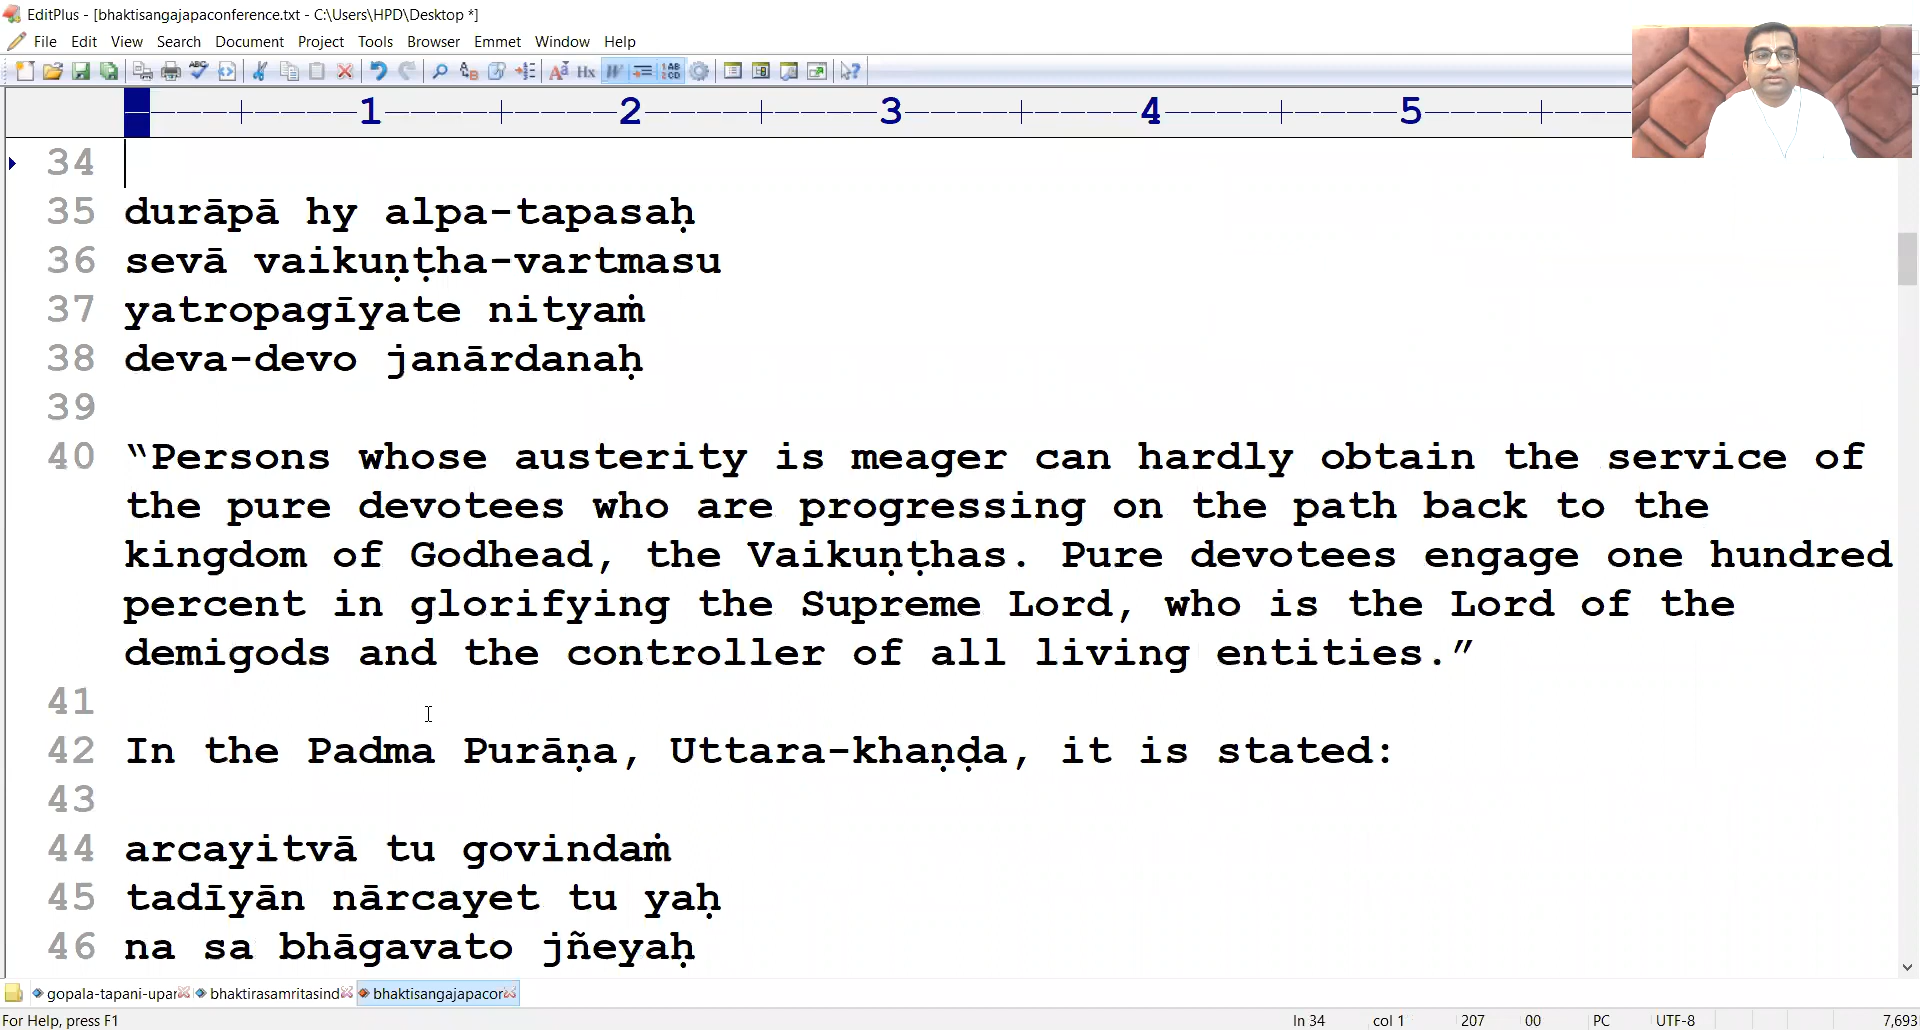 EditPlus - [bhaktisangajapaconference.txt - C:\Users\HPD\Desktop *]
File Edit View Search Document Project Tools Browser Emmet Window Help
1 2 3 4 5
34
35 durāpā hy alpa-tapasaḥ
36 sevā vaikuṇṭha-vartmasu
37 yatropagīyate nityaṁ
38 deva-devo janārdanaḥ
39
40 “Persons whose austerity is meager can hardly obtain the service of
the pure devotees who are progressing on the path back to the
kingdom of Godhead, the Vaikuṇṭhas. Pure devotees engage one hundred
percent in glorifying the Supreme Lord, who is the Lord of the
demigods and the controller of all living entities.”
41
42 In the Padma Purāṇa, Uttara-khaṇḍa, it is stated:
43
44 arcayitvā tu govindaṁ
45 tadīyān nārcayet tu yaḥ
46 na sa bhāgavato jñeyaḥ
gopala-tapani-upar bhaktirasamritasind bhaktisangajapacor
For Help, press F1 ln 34 col 1 207 00 PC UTF-8 7,693